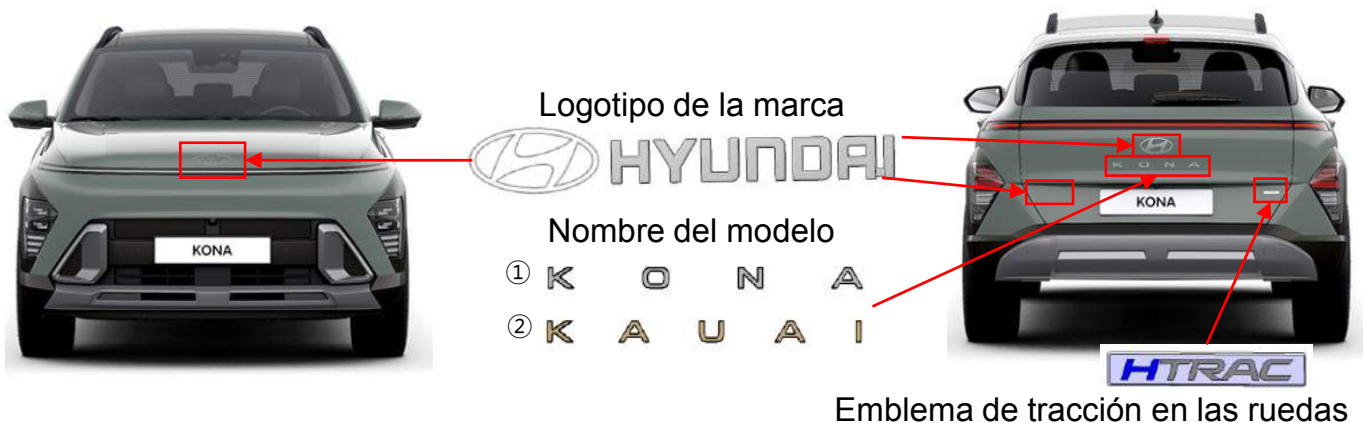 Logotipo de la marca
HYUNDAI
Nombre del modelo
① K O N A
② K A U A I
KONA
K O N A
KONA
HTRAC
Emblema de tracción en las ruedas